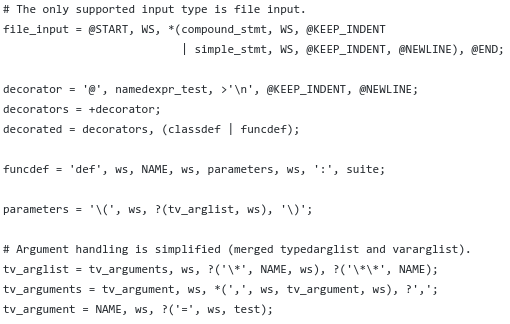 # The only supported input type is file input.
file_input = @START, WS, *(compound_stmt, WS, @KEEP_INDENT
                           | simple_stmt, WS, @KEEP_INDENT, @NEWLINE), @END;

decorator = '@', namedexpr_test, >'\n', @KEEP_INDENT, @NEWLINE;
decorators = +decorator;
decorated = decorators, (classdef | funcdef);

funcdef = 'def', ws, NAME, ws, parameters, ws, ':', suite;

parameters = '\(', ws, ?(tv_arglist, ws), '\)';

# Argument handling is simplified (merged typedarglist and vararglist).
tv_arglist = tv_arguments, ws, ?('\*', NAME, ws), ?('\*\*', NAME);
tv_arguments = tv_argument, ws, *(',', ws, tv_argument, ws), ?',';
tv_argument = NAME, ws, ?('=', ws, test);